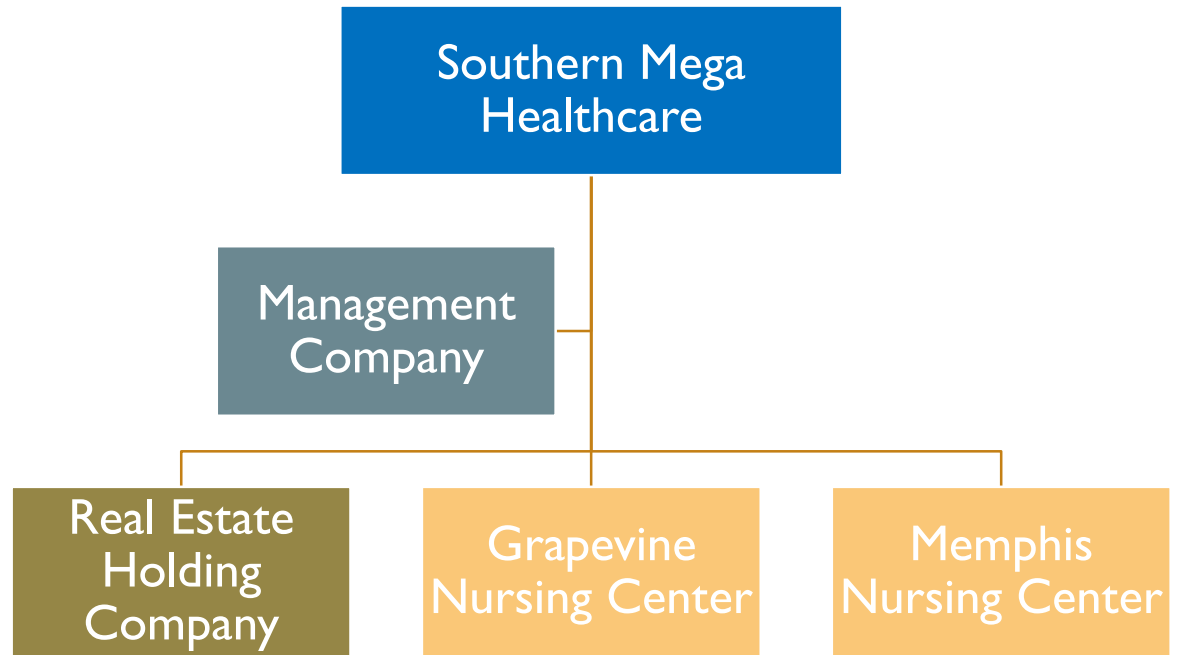 Southern Mega
Healthcare
Management
Company
Real Estate
Holding
Company
Grapevine
Nursing Center
Memphis
Nursing Center